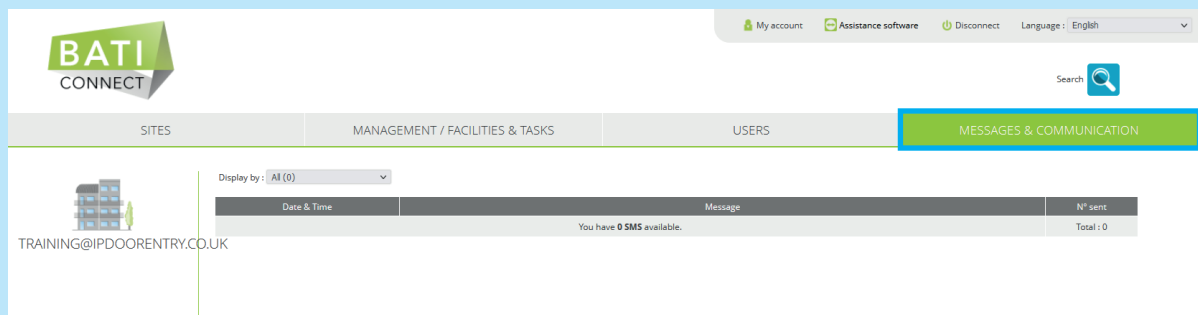 My account Assistance software Disconnect Language : English
BATI
CONNECT
Search
SITES MANAGEMENT / FACILITIES & TASKS USERS MESSAGES & COMMUNICATION
Display by : All (0)
Date & Time Message N° sent
You have 0 SMS available. Total : 0
TRAINING@IPDOORENTRY.CO.UK